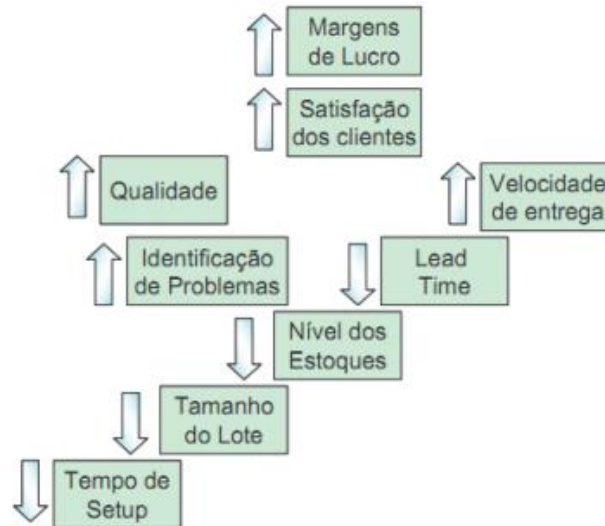 Margens
de Lucro
Satisfação
dos clientes
Qualidade
Velocidade
de entrega
Identificação
de Problemas
Lead
Time
Nível dos
Estoques
Tamanho
do Lote
Tempo de
Setup